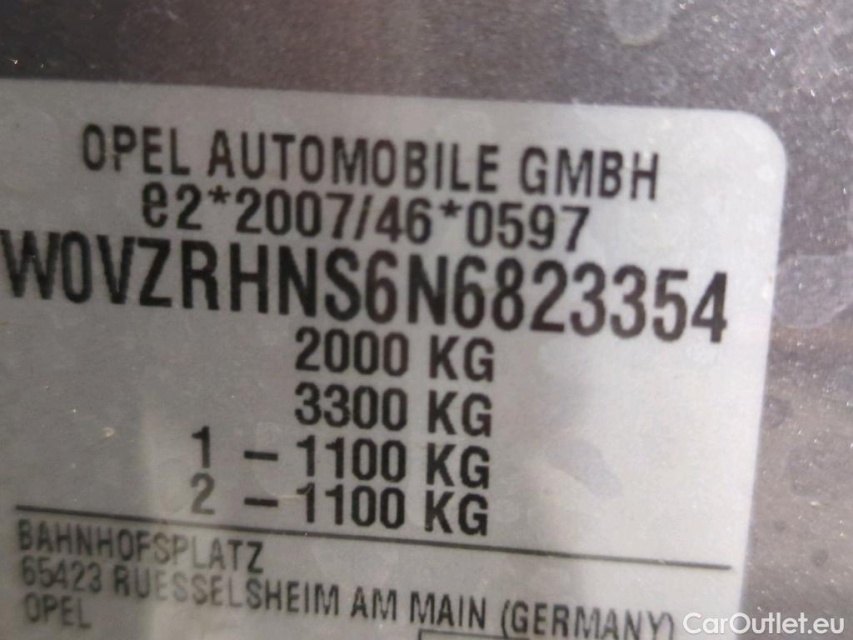 OPEL AUTOMOBILE GMBH
e2*2007/46*0597
W0VZRHNS6N6823354
2000 KG
3300 KG
1 – 1100 KG
2 – 1100 KG
BAHNHOFSPLATZ
65423 RUESSELSHEIM AM MAIN (GERMANY)
OPEL
CarOutlet.eu